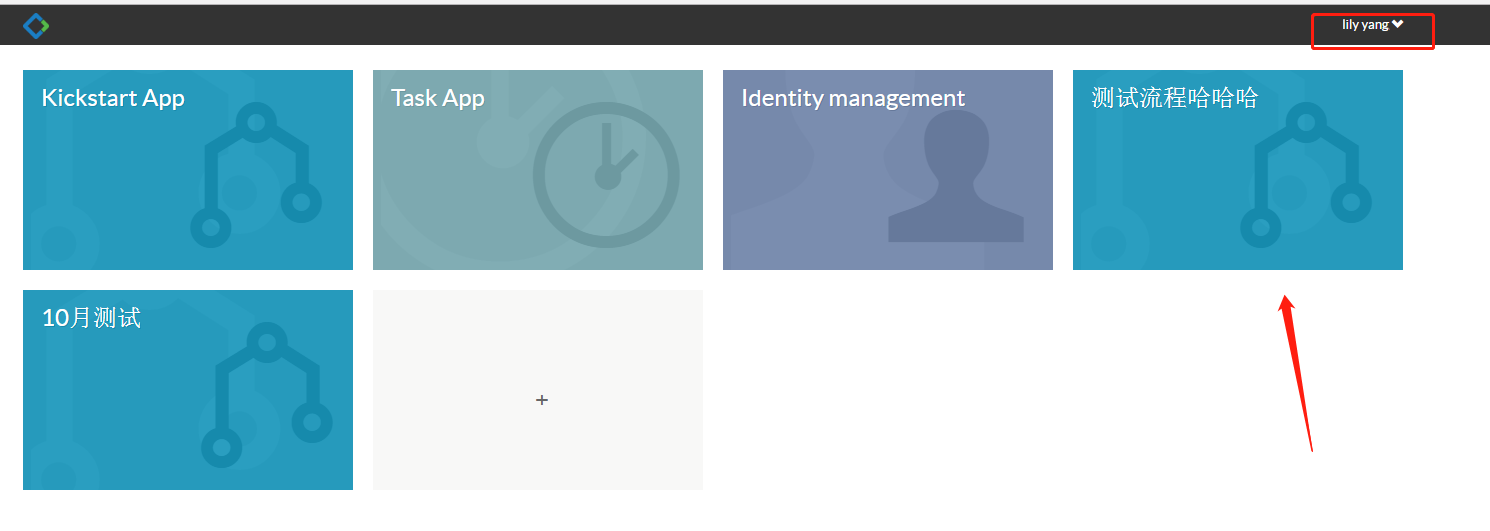 lily yang
Kickstart App
Task App
Identity management
测试流程哈哈哈
10月测试
+